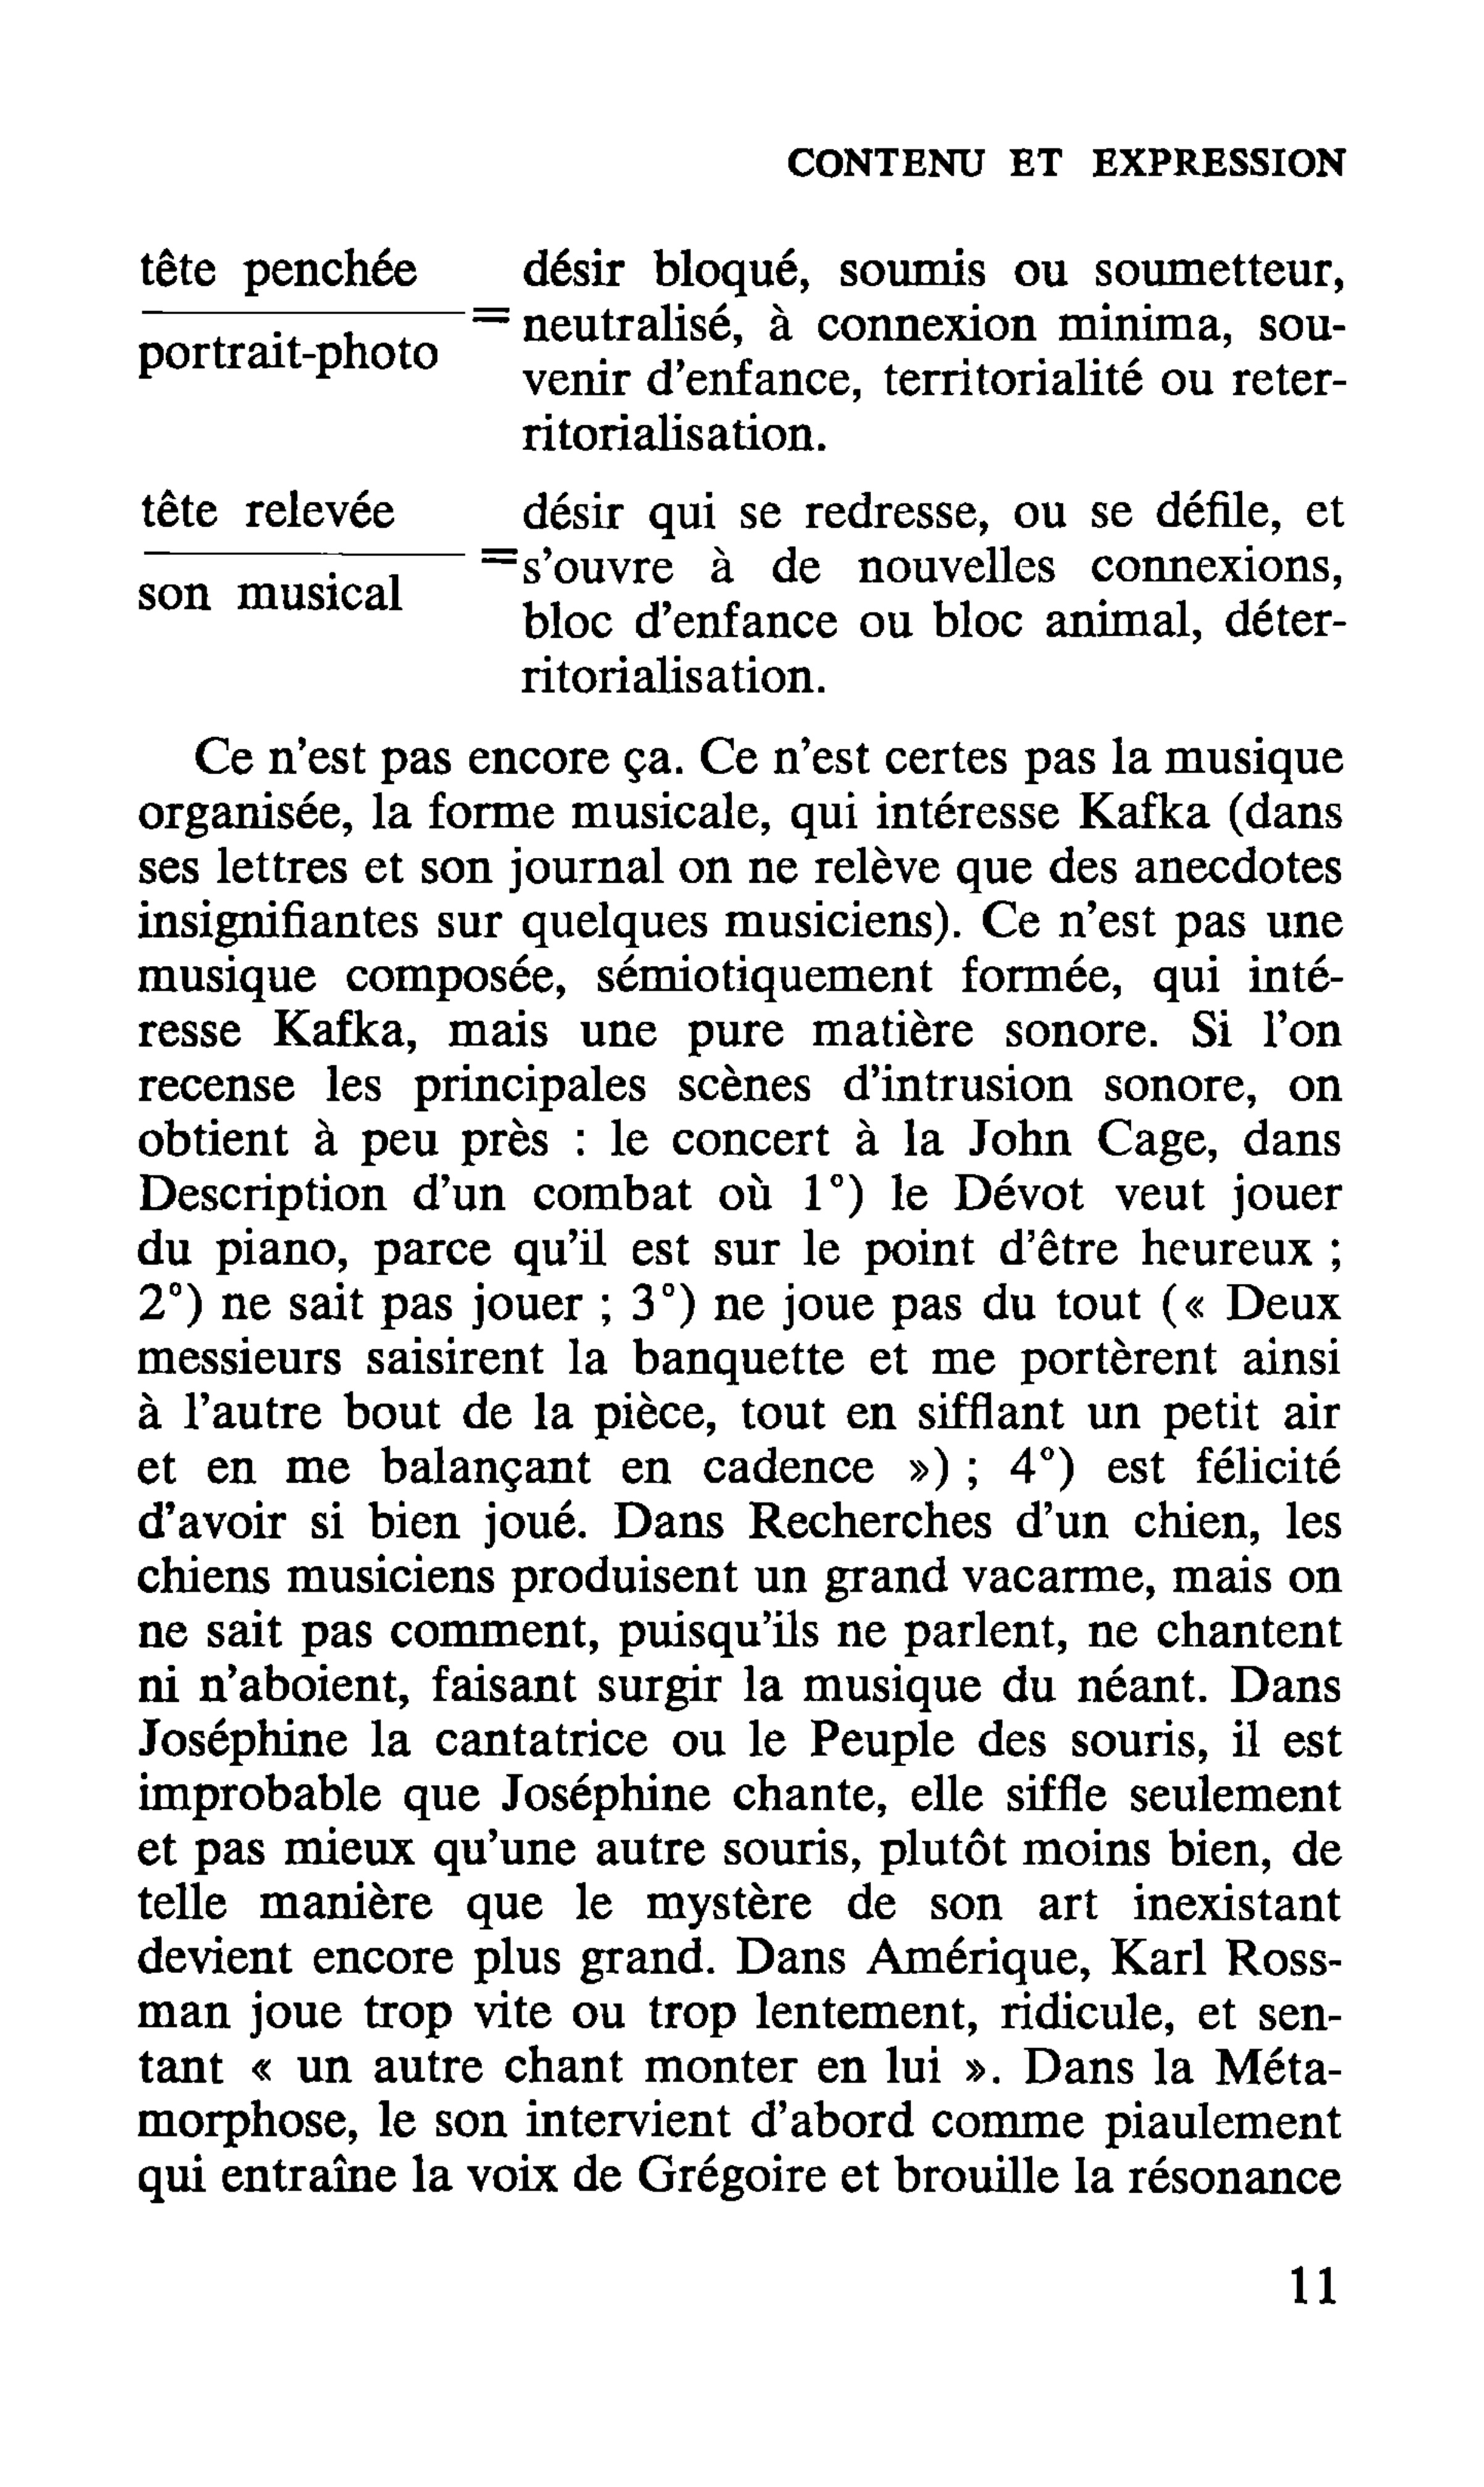 CONTENU ET EXPRESSION
tête penchée
portrait-photo
=
désir bloqué, soumis ou soumetteur,
neutralisé, à connexion minima, sou-
venir d'enfance, territorialité ou reter-
ritorialisation.
tête relevée
son musical
=
désir qui se redresse, ou se défile, et
s'ouvre à de nouvelles connexions,
bloc d'enfance ou bloc animal, déter-
ritorialisation.
Ce n'est pas encore ça. Ce n'est certes pas la musique
organisée, la forme musicale, qui intéresse Kafka (dans
ses lettres et son journal on ne relève que des anecdotes
insignifiantes sur quelques musiciens). Ce n'est pas une
musique composée, sémiotiquement formée, qui inté-
resse Kafka, mais une pure matière sonore. Si l'on
recense les principales scènes d'intrusion sonore, on
obtient à peu près : le concert à la John Cage, dans
Description d'un combat où 1°) le Dévot veut jouer
du piano, parce qu'il est sur le point d'être heureux ;
2°) ne sait pas jouer ; 3°) ne joue pas du tout (« Deux
messieurs saisirent la banquette et me portèrent ainsi
à l'autre bout de la pièce, tout en sifflant un petit air
et en me balançant en cadence ») ; 4°) est félicité
d'avoir si bien joué. Dans Recherches d'un chien, les
chiens musiciens produisent un grand vacarme, mais on
ne sait pas comment, puisqu'ils ne parlent, ne chantent
ni n'aboient, faisant surgir la musique du néant. Dans
Joséphine la cantatrice ou le Peuple des souris, il est
improbable que Joséphine chante, elle siffle seulement
et pas mieux qu'une autre souris, plutôt moins bien, de
telle manière que le mystère de son art inexistant
devient encore plus grand. Dans Amérique, Karl Ross-
man joue trop vite ou trop lentement, ridicule, et sen-
tant « un autre chant monter en lui ». Dans la Méta-
morphose, le son intervient d'abord comme piaulement
qui entraîne la voix de Grégoire et brouille la résonance
11